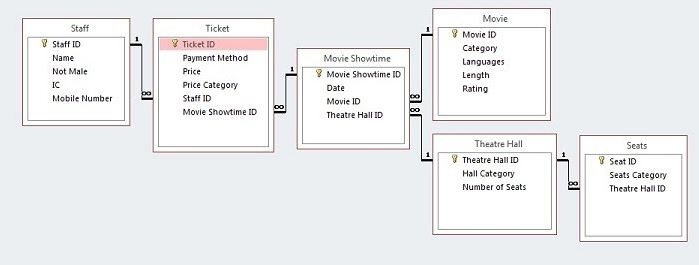 Staff
Staff ID
Name
Not Male
IC
Mobile Number
1
∞
Ticket
Ticket ID
Payment Method
Price
Price Category
Staff ID
Movie Showtime ID
1
∞
Movie Showtime
Movie Showtime ID
Date
Movie ID
Theatre Hall ID
1
∞
∞
1
Movie
Movie ID
Category
Languages
Length
Rating
Theatre Hall
Theatre Hall ID
Hall Category
Number of Seats
1
∞
Seats
Seat ID
Seats Category
Theatre Hall ID